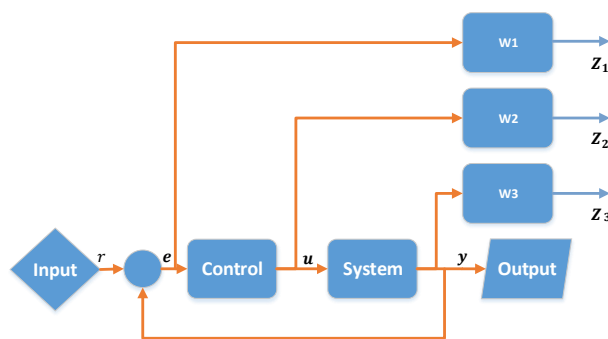 W1
Z1
W2
Z2
W3
Z3
Input
r
e
Control
u
System
y
Output